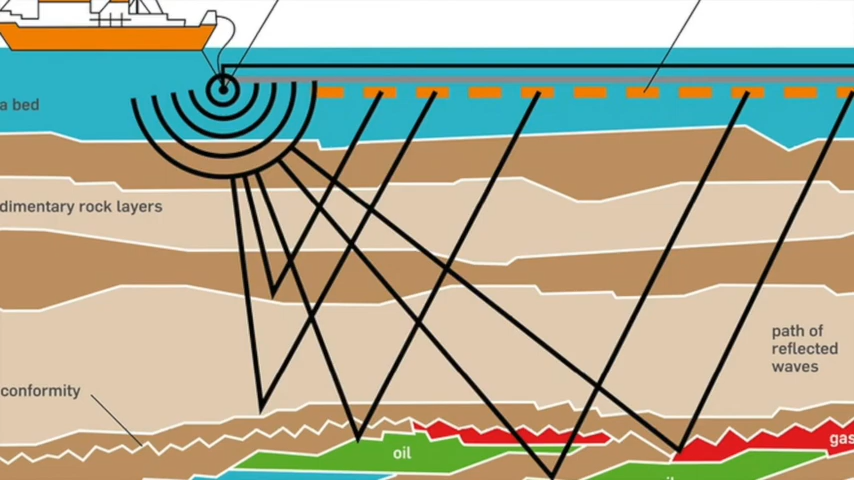 a bed
dimentary rock layers
path of
reflected
waves
conformity
gas
oil